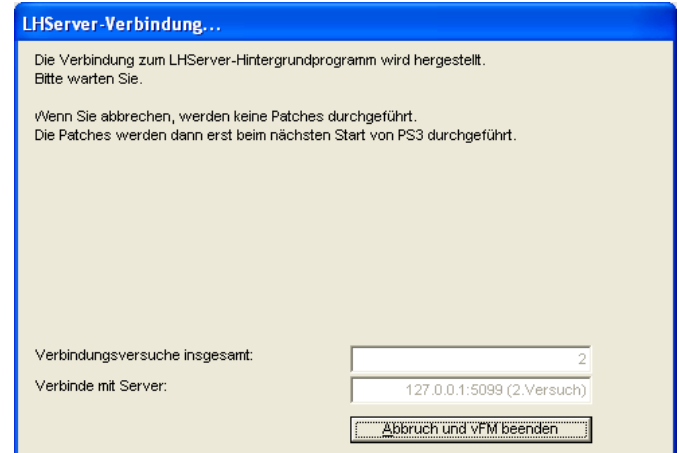 LHServer-Verbindung...
Die Verbindung zum LHServer-Hintergrundprogramm wird hergestellt.
Bitte warten Sie.
Wenn Sie abbrechen, werden keine Patches durchgeführt.
Die Patches werden dann erst beim nächsten Start von PS3 durchgeführt.
Verbindungsversuche insgesamt: 2
Verbinde mit Server: 127.0.0.1:5099 (2.Versuch)
Abbruch und vFM beenden